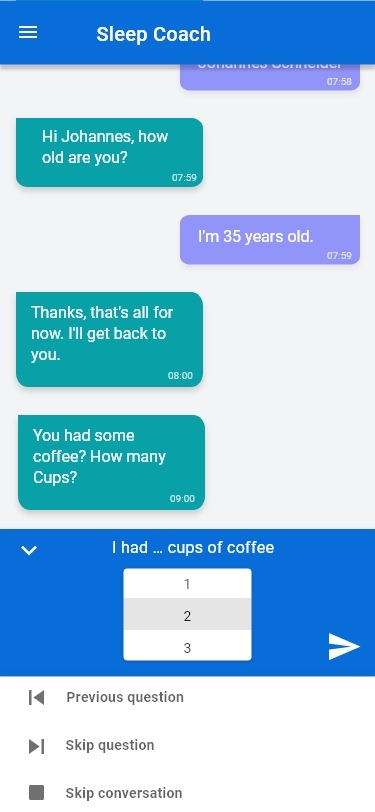 Sleep Coach
Johannes Schneider
07:58
Hi Johannes, how
old are you?
07:59
I'm 35 years old.
07:59
Thanks, that's all for
now. I'll get back to
you.
08:00
You had some
coffee? How many
Cups?
09:00
I had ... cups of coffee
1
2
3
Previous question
Skip question
Skip conversation